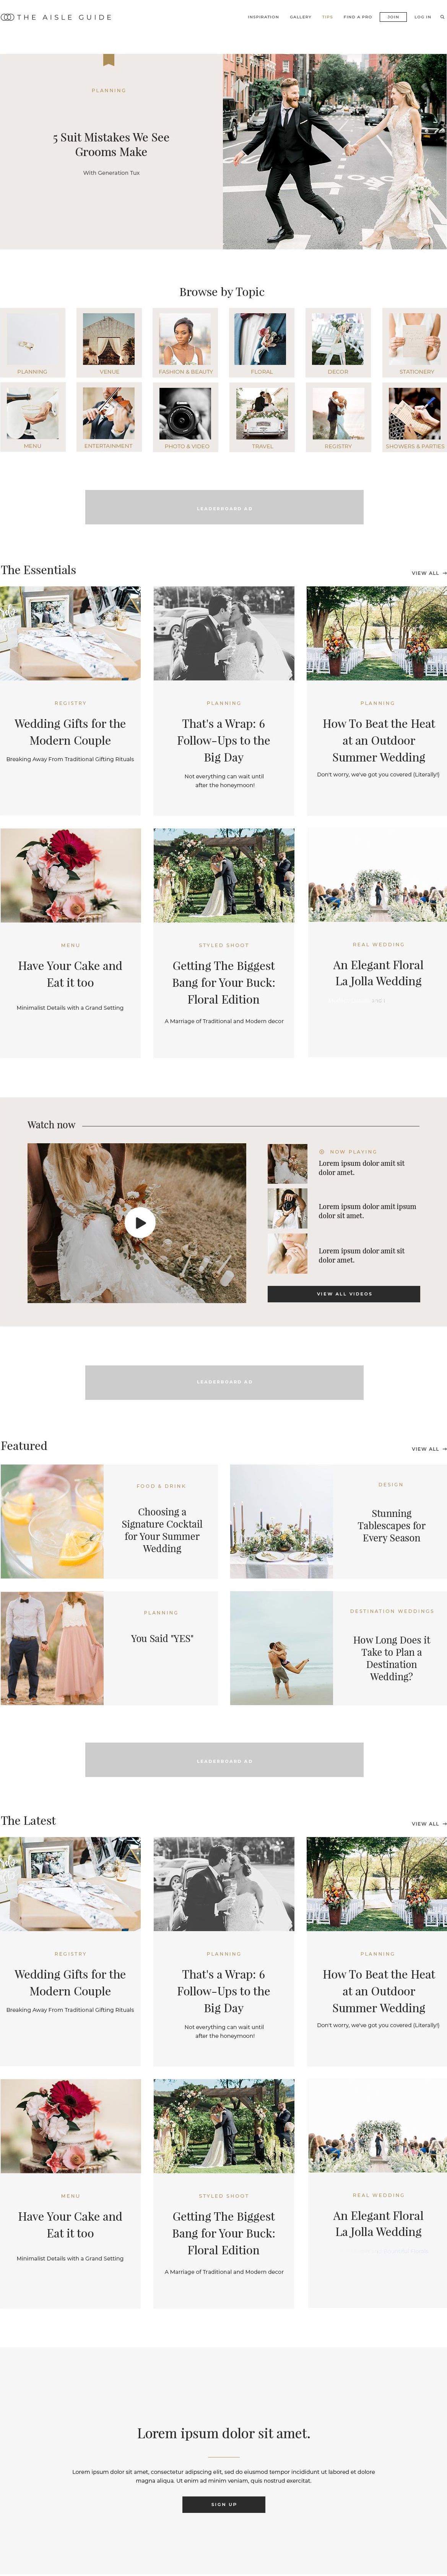 THE AISLE GUIDE
INSPIRATION GALLERY TIPS FIND A PRO JOIN LOG IN
PLANNING
5 Suit Mistakes We See
Grooms Make
With Generation Tux
Browse by Topic
PLANNING VENUE FASHION & BEAUTY FLORAL DECOR STATIONERY
MENU ENTERTAINMENT PHOTO & VIDEO TRAVEL REGISTRY SHOWERS & PARTIES
LEADERBOARD AD
The Essentials
VIEW ALL →
REGISTRY
Wedding Gifts for the
Modern Couple
Breaking Away From Traditional Gifting Rituals
PLANNING
That's a Wrap: 6
Follow-Ups to the
Big Day
Not everything can wait until
after the honeymoon!
PLANNING
How To Beat the Heat
at an Outdoor
Summer Wedding
Don't worry, we've got you covered (Literally!)
MENU
Have Your Cake and
Eat it too
Minimalist Details with a Grand Setting
STYLED SHOOT
Getting The Biggest
Bang for Your Buck:
Floral Edition
A Marriage of Traditional and Modern decor
REAL WEDDING
An Elegant Floral
La Jolla Wedding
Watch now
NOW PLAYING
Lorem ipsum dolor amit sit
dolor amet.
Lorem ipsum dolor amit ipsum
dolor sit amet.
Lorem ipsum dolor amit sit
dolor amet.
VIEW ALL VIDEOS
LEADERBOARD AD
Featured
VIEW ALL →
FOOD & DRINK
Choosing a
Signature Cocktail
for Your Summer
Wedding
DESIGN
Stunning
Tablescapes for
Every Season
PLANNING
You Said "YES"
DESTINATION WEDDINGS
How Long Does it
Take to Plan a
Destination
Wedding?
LEADERBOARD AD
The Latest
VIEW ALL →
REGISTRY
Wedding Gifts for the
Modern Couple
Breaking Away From Traditional Gifting Rituals
PLANNING
That's a Wrap: 6
Follow-Ups to the
Big Day
Not everything can wait until
after the honeymoon!
PLANNING
How To Beat the Heat
at an Outdoor
Summer Wedding
Don't worry, we've got you covered (Literally!)
MENU
Have Your Cake and
Eat it too
Minimalist Details with a Grand Setting
STYLED SHOOT
Getting The Biggest
Bang for Your Buck:
Floral Edition
A Marriage of Traditional and Modern decor
REAL WEDDING
An Elegant Floral
La Jolla Wedding
Lorem ipsum dolor sit amet.
Lorem ipsum dolor sit amet, consectetur adipscing elit, sed do eiusmod tempor incididunt ut labored et dolore
magna aliqua. Ut enim ad minim veniam, quis nostrud exercitat.
SIGN UP